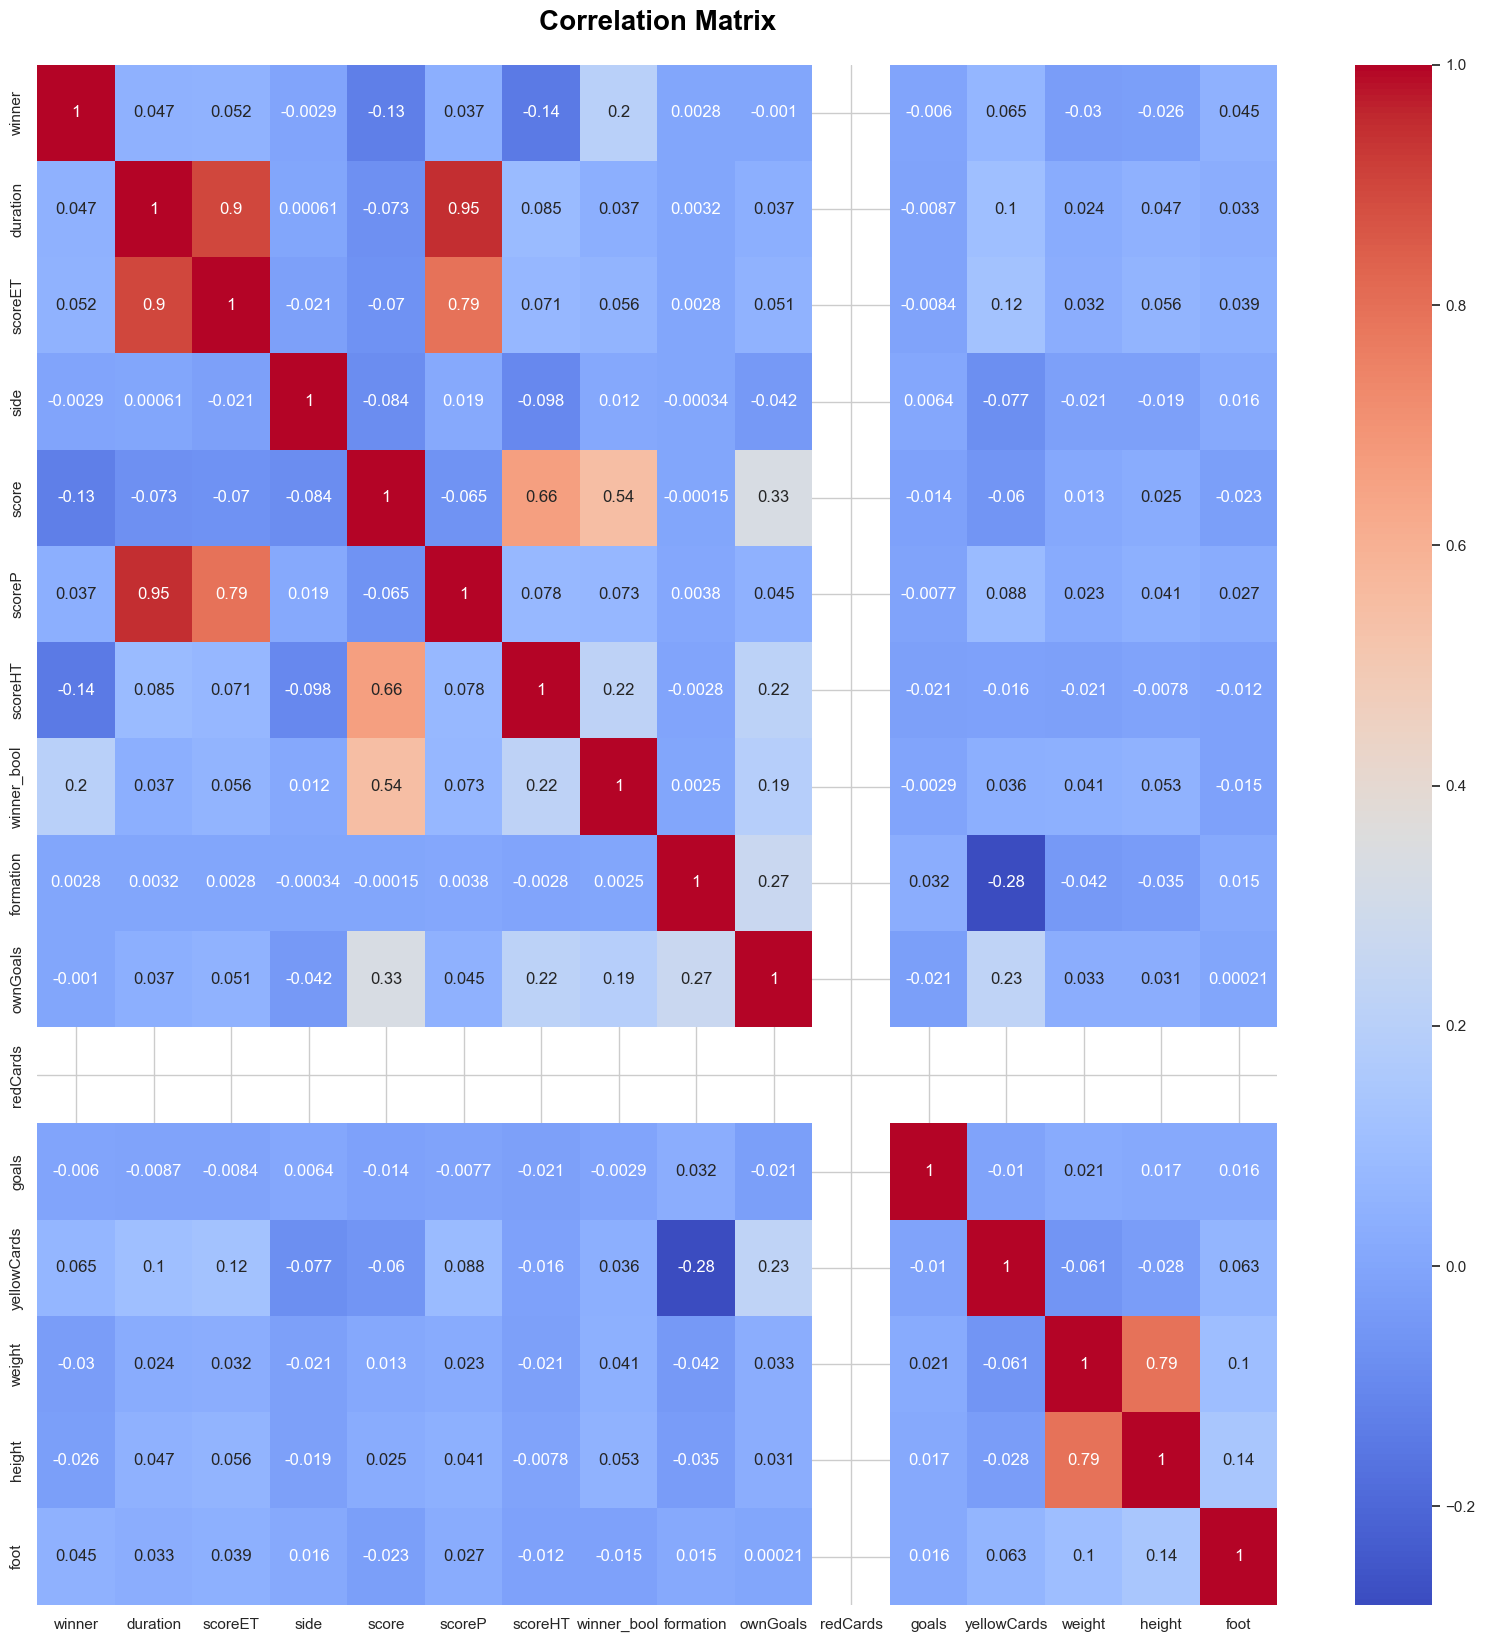 Correlation Matrix
winner 1 0.047 0.052 -0.0029 -0.13 0.037 -0.14 0.2 0.0028 -0.001 -0.006 0.065 -0.03 -0.026 0.045
duration 0.047 1 0.9 0.00061 -0.073 0.95 0.085 0.037 0.0032 0.037 -0.0087 0.1 0.024 0.047 0.033
scoreET 0.052 0.9 1 -0.021 -0.07 0.79 0.071 0.056 0.0028 0.051 -0.0084 0.12 0.032 0.056 0.039
side -0.0029 0.00061 -0.021 1 -0.084 0.019 -0.098 0.012 -0.00034 -0.042 0.0064 -0.077 -0.021 -0.019 0.016
score -0.13 -0.073 -0.07 -0.084 1 -0.065 0.66 0.54 -0.00015 0.33 -0.014 -0.06 0.013 0.025 -0.023
scoreP 0.037 0.95 0.79 0.019 -0.065 1 0.078 0.073 0.0038 0.045 -0.0077 0.088 0.023 0.041 0.027
scoreHT -0.14 0.085 0.071 -0.098 0.66 0.078 1 0.22 -0.0028 0.22 -0.021 -0.016 -0.021 -0.0078 -0.012
winner_bool 0.2 0.037 0.056 0.012 0.54 0.073 0.22 1 0.0025 0.19 -0.0029 0.036 0.041 0.053 -0.015
formation 0.0028 0.0032 0.0028 -0.00034 -0.00015 0.0038 -0.0028 0.0025 1 0.27 0.032 -0.28 -0.042 -0.035 0.015
ownGoals -0.001 0.037 0.051 -0.042 0.33 0.045 0.22 0.19 0.27 1 -0.021 0.23 0.033 0.031 0.00021
redCards
goals -0.006 -0.0087 -0.0084 0.0064 -0.014 -0.0077 -0.021 -0.0029 0.032 -0.021 1 -0.01 0.021 0.017 0.016
yellowCards 0.065 0.1 0.12 -0.077 -0.06 0.088 -0.016 0.036 -0.28 0.23 -0.01 1 -0.061 -0.028 0.063
weight -0.03 0.024 0.032 -0.021 0.013 0.023 -0.021 0.041 -0.042 0.033 0.021 -0.061 1 0.79 0.1
height -0.026 0.047 0.056 -0.019 0.025 0.041 -0.0078 0.053 -0.035 0.031 0.017 -0.028 0.79 1 0.14
foot 0.045 0.033 0.039 0.016 -0.023 0.027 -0.012 -0.015 0.015 0.00021 0.016 0.063 0.1 0.14 1
winner duration scoreET side score scoreP scoreHT winner_bool formation ownGoals redCards goals yellowCards weight height foot
1.0
0.8
0.6
0.4
0.2
0.0
−0.2